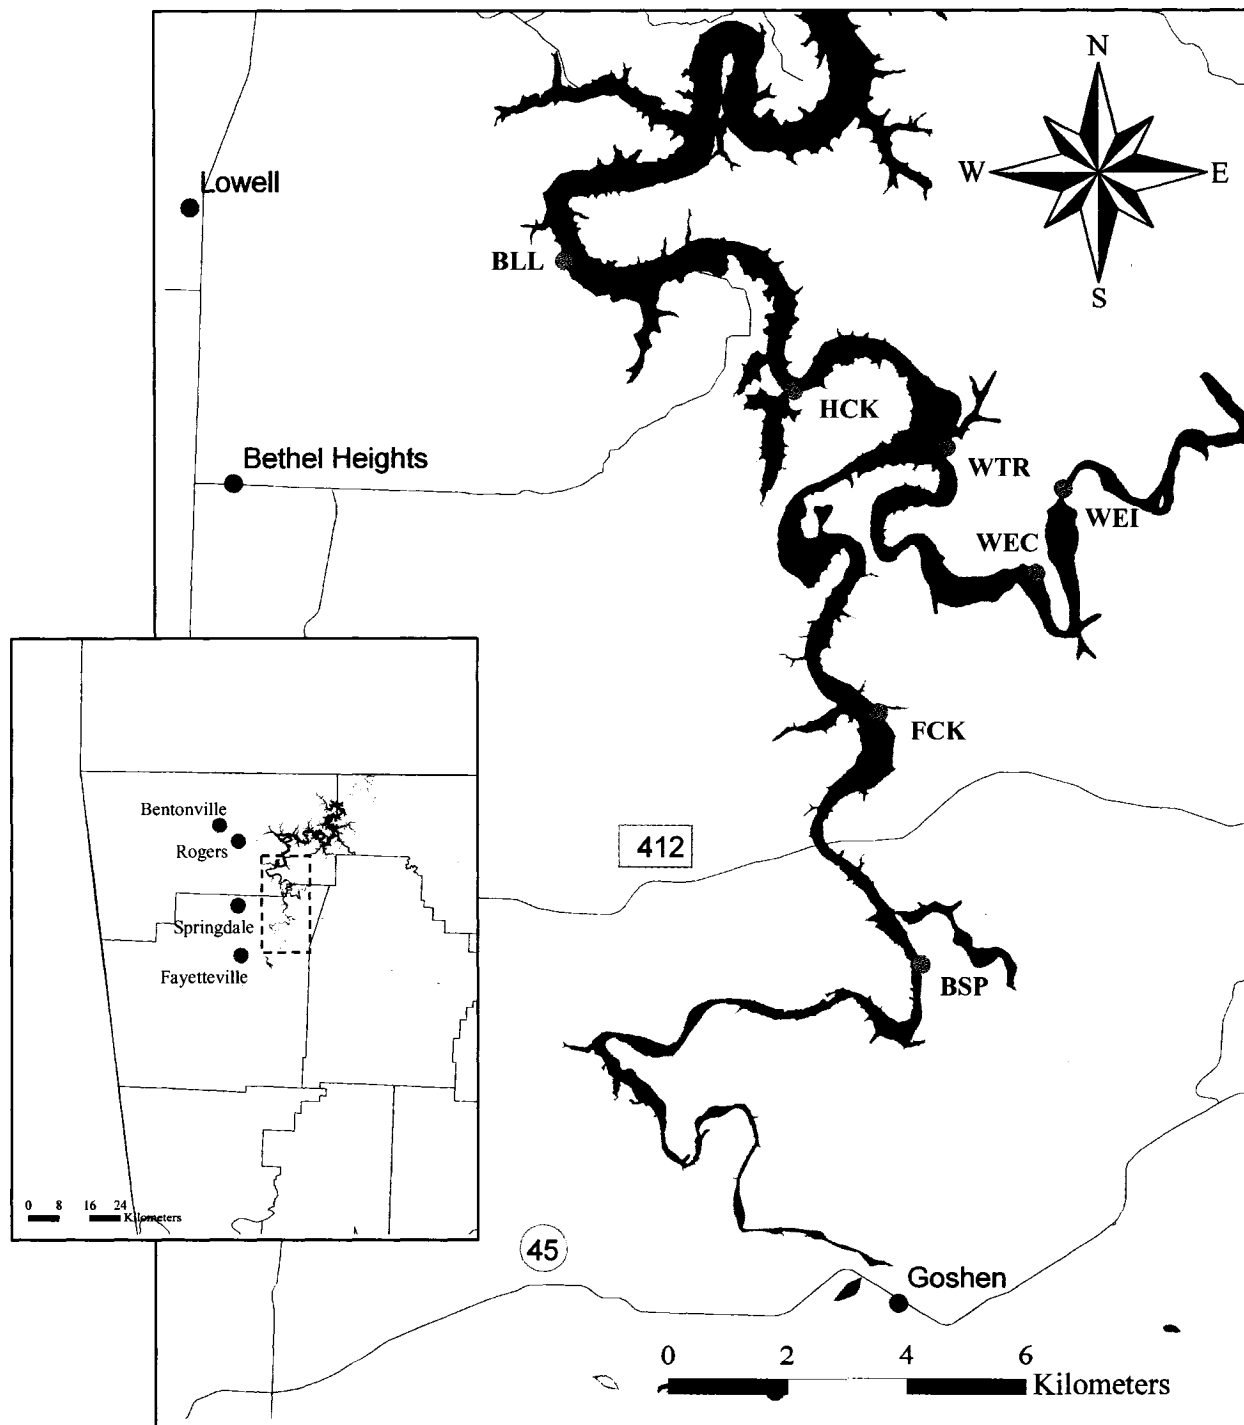 N
W
E
S
Lowell
BLL
HCK
Bethel Heights
WTR
WEI
WEC
FCK
412
BSP
Bentonville
Rogers
Springdale
Fayetteville
0 8 16 24
Kilometers
45
Goshen
0 2 4 6
Kilometers